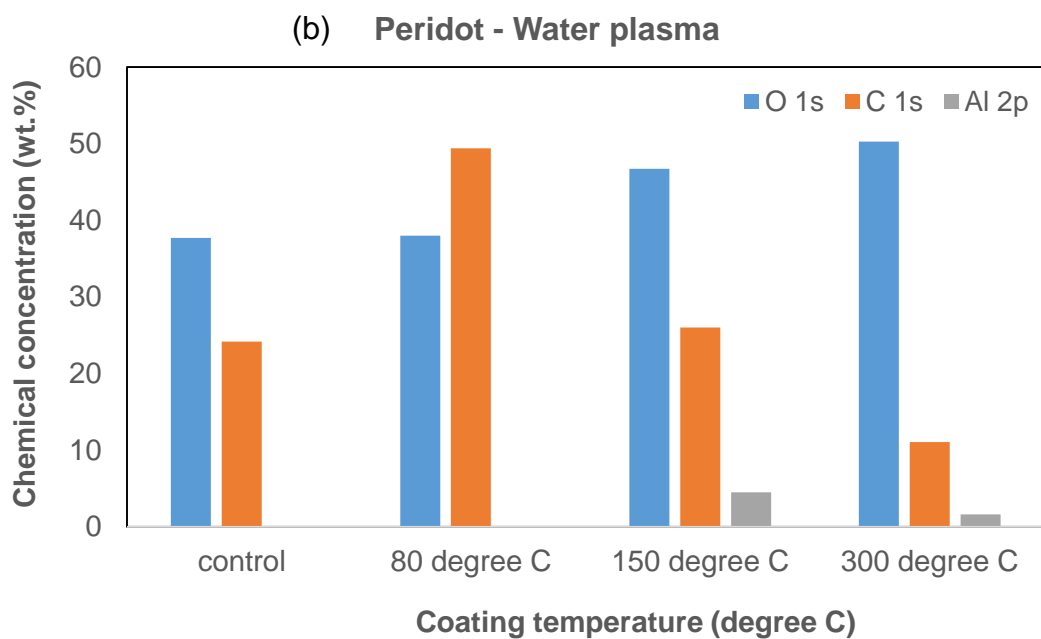 (b) Peridot - Water plasma
Chemical concentration (wt.%)
60
50
40
30
20
10
0
O 1s C 1s Al 2p
control 80 degree C 150 degree C 300 degree C
Coating temperature (degree C)